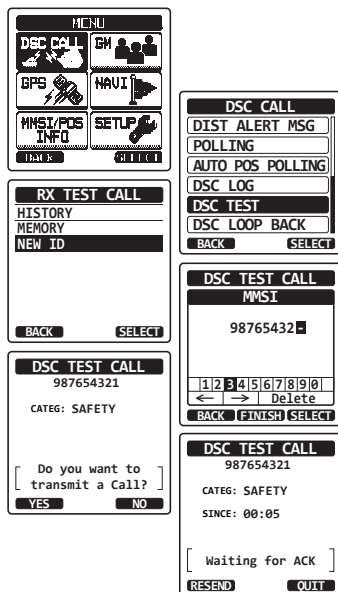 MENU
DSC CALL
GM
GPS
NAVI
MMSI/POS
INFO
SETUP
BACK
SELECT
DSC CALL
DIST ALERT MSG
POLLING
AUTO POS POLLING
DSC LOG
DSC TEST
DSC LOOP BACK
BACK SELECT
RX TEST CALL
HISTORY
MEMORY
NEW ID
BACK SELECT
DSC TEST CALL
MMSI
98765432-
1 2 3 4 5 6 7 8 9 0
← → Delete
BACK FINISH SELECT
DSC TEST CALL
987654321
CATEG: SAFETY
[ Do you want to
transmit a Call? ]
YES NO
DSC TEST CALL
987654321
CATEG: SAFETY
SINCE: 00:05
[ Waiting for ACK ]
RESEND QUIT